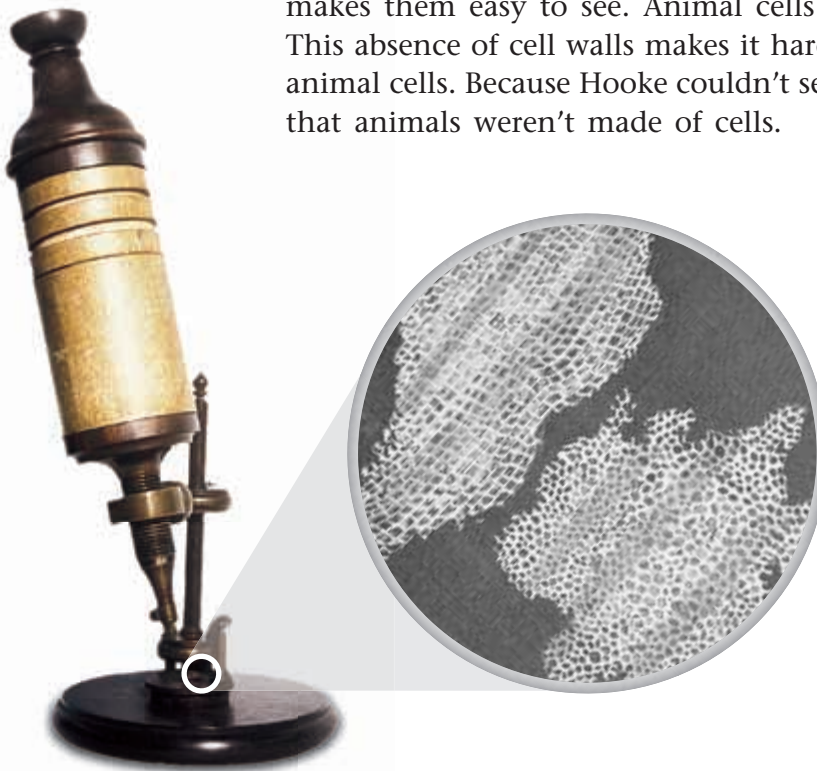 makes them easy to see. Animal cells
This absence of cell walls makes it hard
animal cells. Because Hooke couldn't se
that animals weren't made of cells.